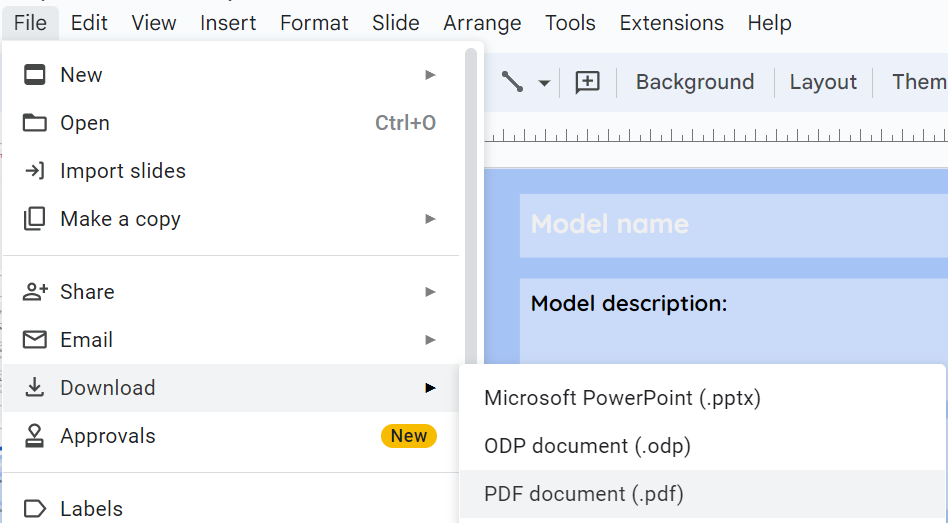 File Edit View Insert Format Slide Arrange Tools Extensions Help
New
Open Ctrl+O
Import slides
Make a copy
Share
Email
Download
Approvals New
Labels
Background Layout Them
Model name
Model description:
Microsoft PowerPoint (.pptx)
ODP document (.odp)
PDF document (.pdf)